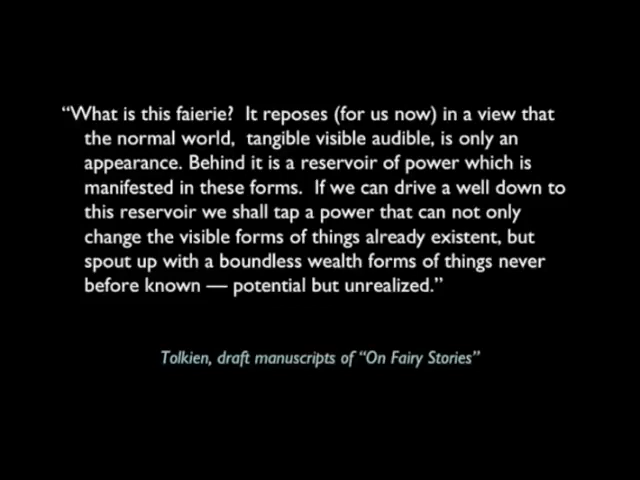 “What is this faierie?  It reposes (for us now) in a view that
the normal world,  tangible visible audible, is only an
appearance. Behind it is a reservoir of power which is
manifested in these forms.  If we can drive a well down to
this reservoir we shall tap a power that can not only
change the visible forms of things already existent, but
spout up with a boundless wealth forms of things never
before known — potential but unrealized.”
Tolkien, draft manuscripts of “On Fairy Stories”